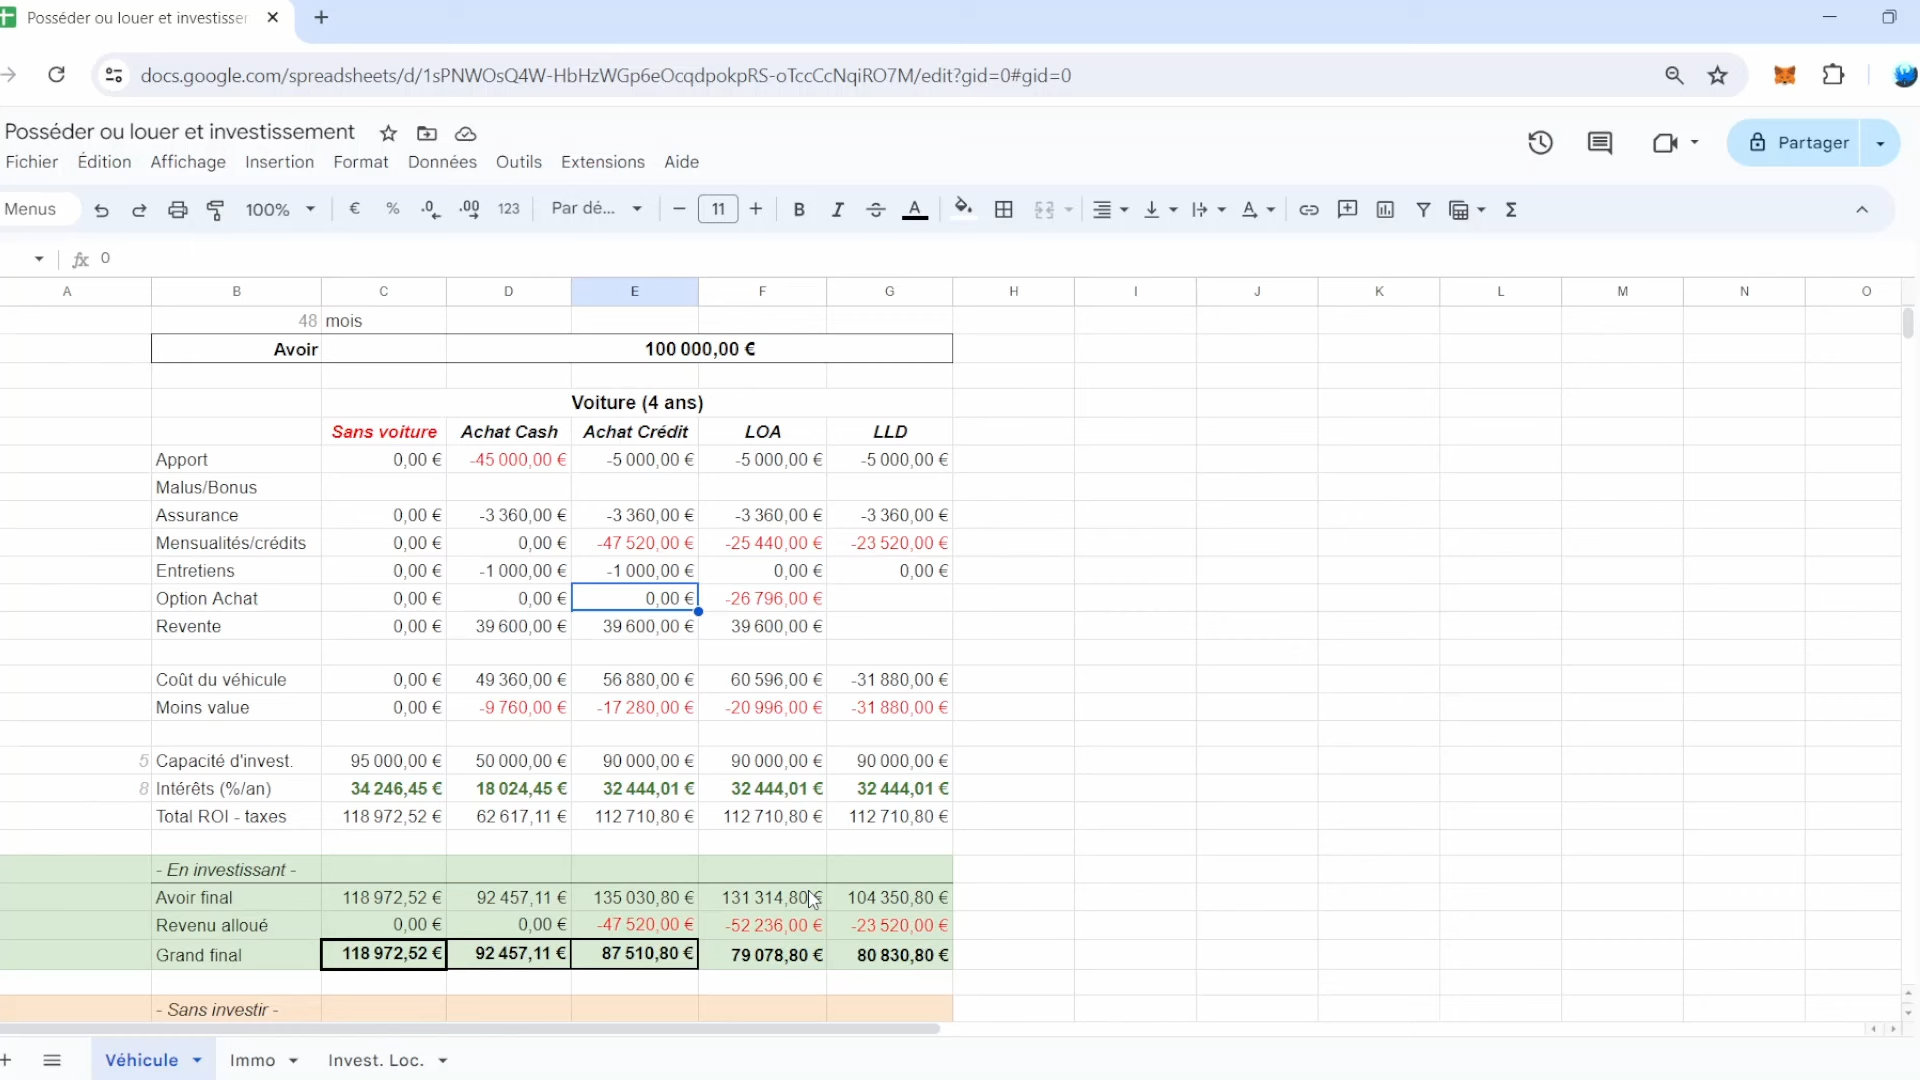 Posséder ou louer et investisser
docs.google.com/spreadsheets/d/1sPNWOsQ4W-HbHzWGp6eOcqdpokpRS-oTccCcNqiRO7M/edit?gid=0#gid=0
Posséder ou louer et investissement
Fichier Édition Affichage Insertion Format Données Outils Extensions Aide
Partager
Menus 100% € % .0 .00 123 Par dé... − 11 + B I S A Σ
fx 0
A B C D E F G H I J K L M N O
48 mois
Avoir 100 000,00 €
Voiture (4 ans)
Sans voiture Achat Cash Achat Crédit LOA LLD
Apport 0,00 € -45 000,00 € -5 000,00 € -5 000,00 € -5 000,00 €
Malus/Bonus
Assurance 0,00 € -3 360,00 € -3 360,00 € -3 360,00 € -3 360,00 €
Mensualités/crédits 0,00 € 0,00 € -47 520,00 € -25 440,00 € -23 520,00 €
Entretiens 0,00 € -1 000,00 € -1 000,00 € 0,00 € 0,00 €
Option Achat 0,00 € 0,00 € 0,00 € -26 796,00 €
Revente 0,00 € 39 600,00 € 39 600,00 € 39 600,00 €
Coût du véhicule 0,00 € 49 360,00 € 56 880,00 € 60 596,00 € -31 880,00 €
Moins value 0,00 € -9 760,00 € -17 280,00 € -20 996,00 € -31 880,00 €
5 Capacité d'invest. 95 000,00 € 50 000,00 € 90 000,00 € 90 000,00 € 90 000,00 €
8 Intérêts (%/an) 34 246,45 € 18 024,45 € 32 444,01 € 32 444,01 € 32 444,01 €
Total ROI - taxes 118 972,52 € 62 617,11 € 112 710,80 € 112 710,80 € 112 710,80 €
- En investissant -
Avoir final 118 972,52 € 92 457,11 € 135 030,80 € 131 314,80 € 104 350,80 €
Revenu alloué 0,00 € 0,00 € -47 520,00 € -52 236,00 € -23 520,00 €
Grand final 118 972,52 € 92 457,11 € 87 510,80 € 79 078,80 € 80 830,80 €
- Sans investir -
Véhicule Immo Invest. Loc.